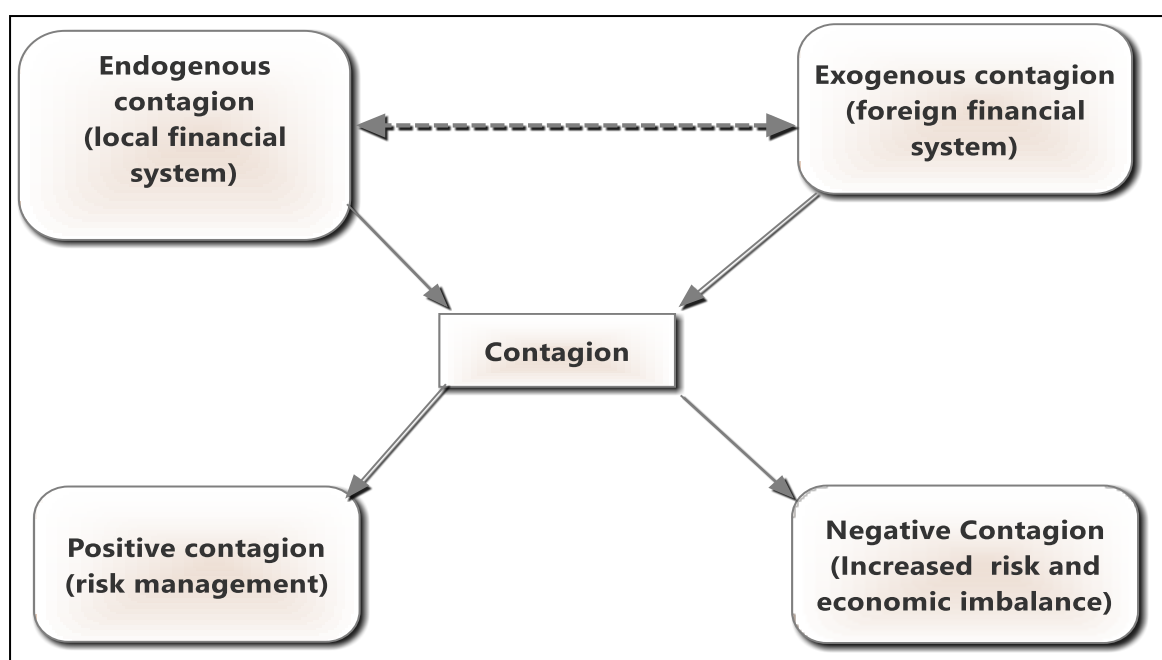 Endogenous
contagion
(local financial
system)
Exogenous contagion
(foreign financial
system)
Contagion
Positive contagion
(risk management)
Negative Contagion
(Increased  risk and
economic imbalance)